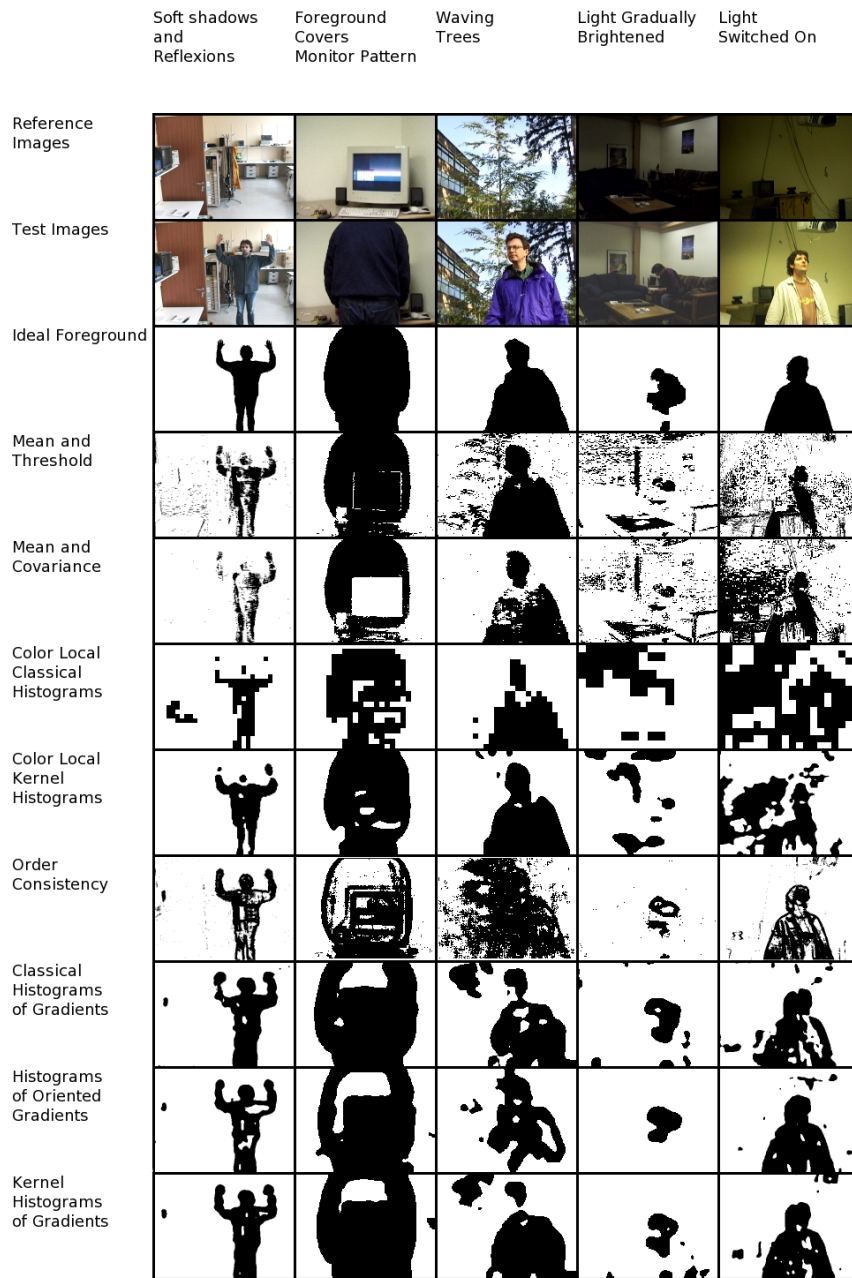 Soft shadows
and
Reflexions
Foreground
Covers
Monitor Pattern
Waving
Trees
Light Gradually
Brightened
Light
Switched On
Reference
Images
Test Images
Ideal Foreground
Mean and
Threshold
Mean and
Covariance
Color Local
Classical
Histograms
Color Local
Kernel
Histograms
Order
Consistency
Classical
Histograms
of Gradients
Histograms
of Oriented
Gradients
Kernel
Histograms
of Gradients